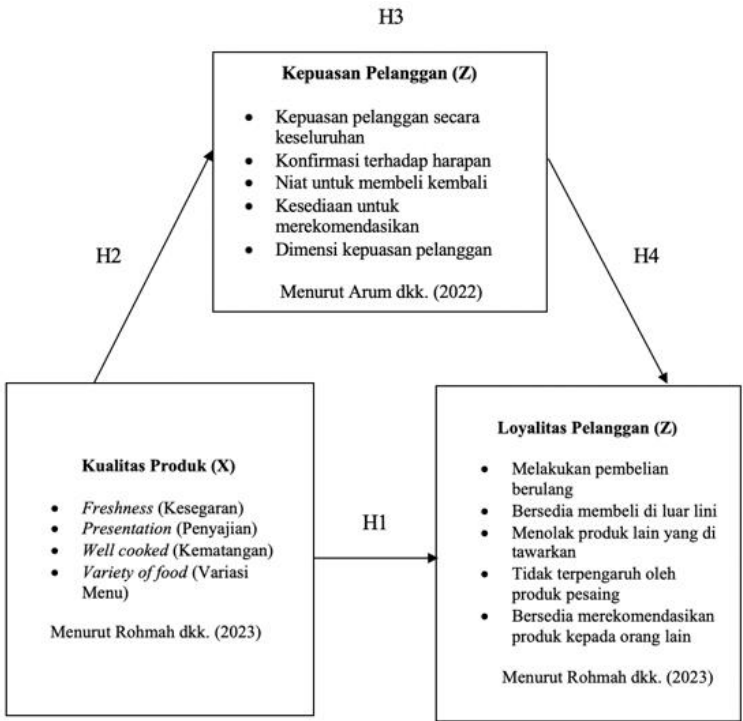 H3
Kepuasan Pelanggan (Z)
• Kepuasan pelanggan secara
keseluruhan
• Konfirmasi terhadap harapan
• Niat untuk membeli kembali
• Kesediaan untuk
merekomendasikan
• Dimensi kepuasan pelanggan
Menurut Arum dkk. (2022)
H2
H4
Kualitas Produk (X)
• Freshness (Kesegaran)
• Presentation (Penyajian)
• Well cooked (Kematangan)
• Variety of food (Variasi
Menu)
Menurut Rohmah dkk. (2023)
H1
Loyalitas Pelanggan (Z)
• Melakukan pembelian
berulang
• Bersedia membeli di luar lini
• Menolak produk lain yang di
tawarkan
• Tidak terpengaruh oleh
produk pesaing
• Bersedia merekomendasikan
produk kepada orang lain
Menurut Rohmah dkk. (2023)